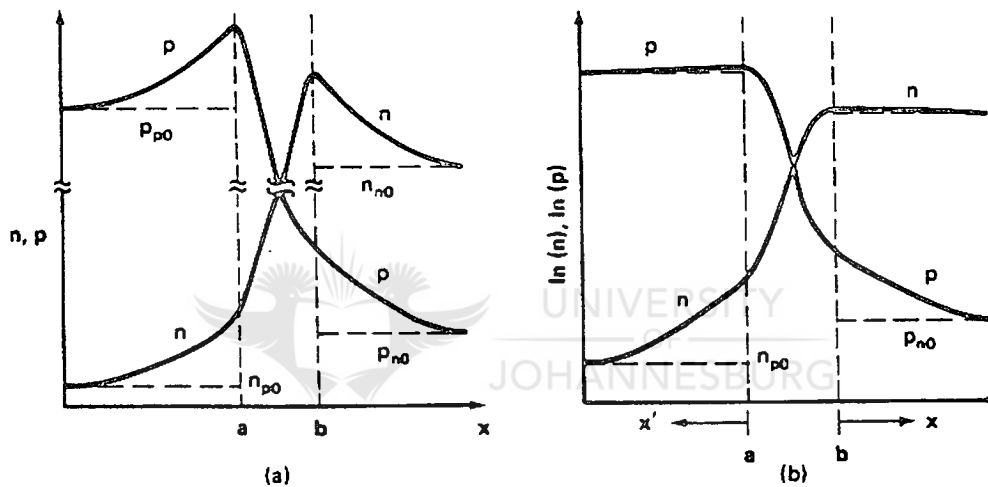 p
n
p_p0
n_n0
n, p
n
p
n_p0
p_n0
a
b
x
(a)
p
n
ln (n), ln (p)
n
p
n_p0
p_n0
x'
x
a
b
(b)
UNIVERSITY
OF
JOHANNESBURG